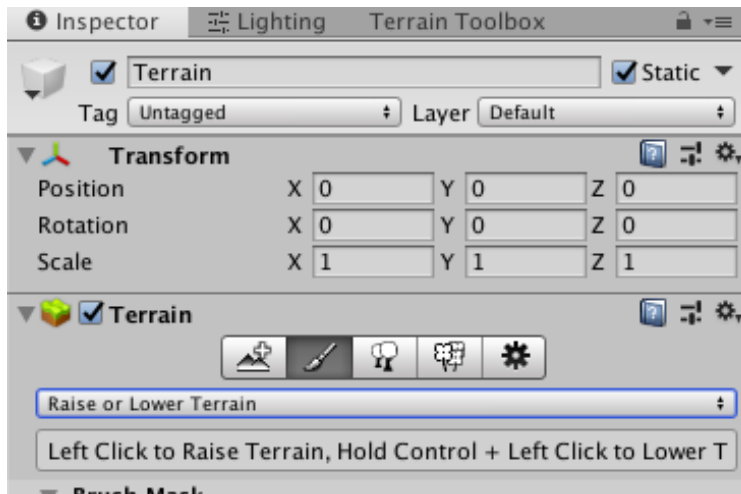 Inspector Lighting Terrain Toolbox
Terrain Static
Tag Untagged Layer Default
Transform
Position X 0 Y 0 Z 0
Rotation X 0 Y 0 Z 0
Scale X 1 Y 1 Z 1
Terrain
Raise or Lower Terrain
Left Click to Raise Terrain, Hold Control + Left Click to Lower T
Brush Mask